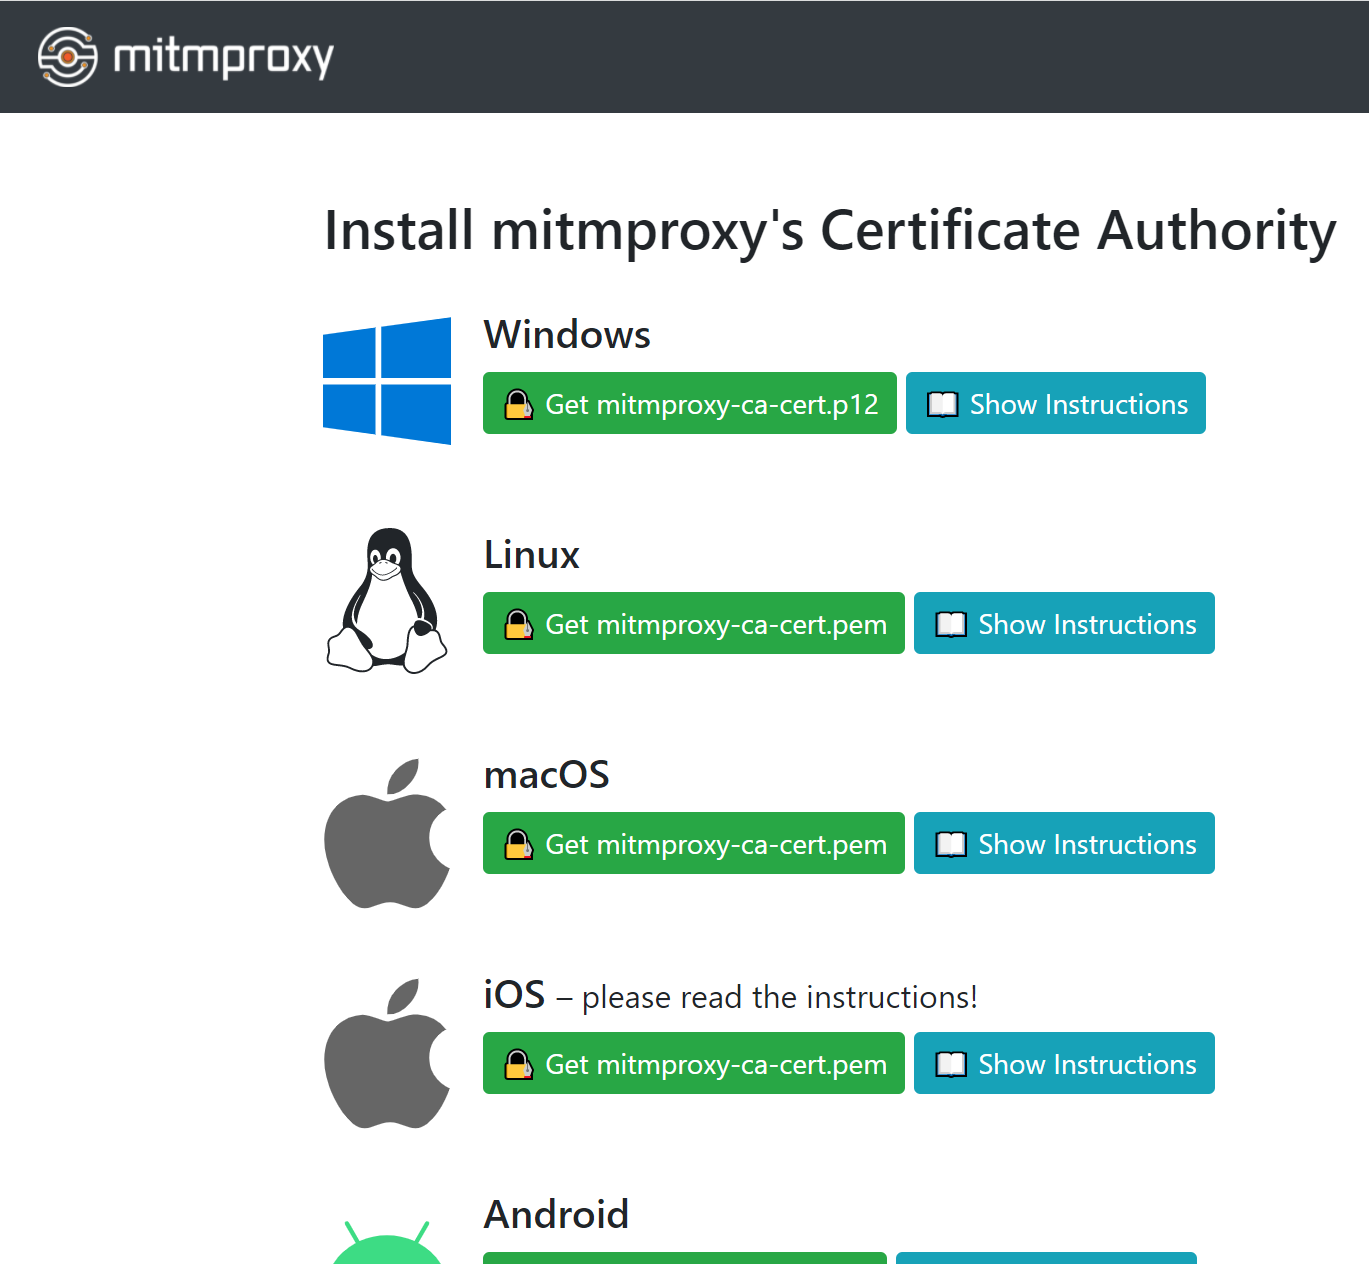 mitmproxy
Install mitmproxy's Certificate Authority
Windows
Get mitmproxy-ca-cert.p12
Show Instructions
Linux
Get mitmproxy-ca-cert.pem
Show Instructions
macOS
Get mitmproxy-ca-cert.pem
Show Instructions
iOS – please read the instructions!
Get mitmproxy-ca-cert.pem
Show Instructions
Android